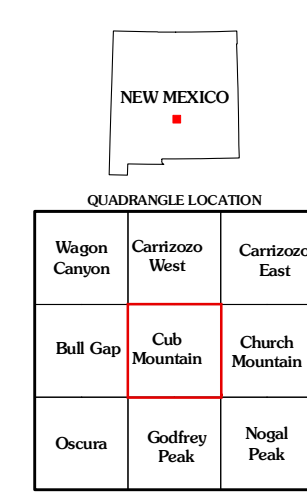 NEW MEXICO
QUADRANGLE LOCATION
Wagon
Canyon
Carrizozo
West
Carrizozo
East
Bull Gap
Cub
Mountain
Church
Mountain
Oscura
Godfrey
Peak
Nogal
Peak